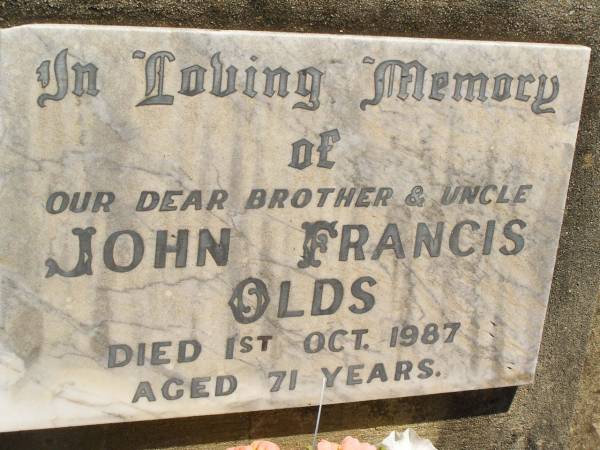 In Loving Memory
of
OUR DEAR BROTHER & UNCLE
JOHN FRANCIS
OLDS
DIED 1ST OCT. 1987
AGED 71 YEARS.